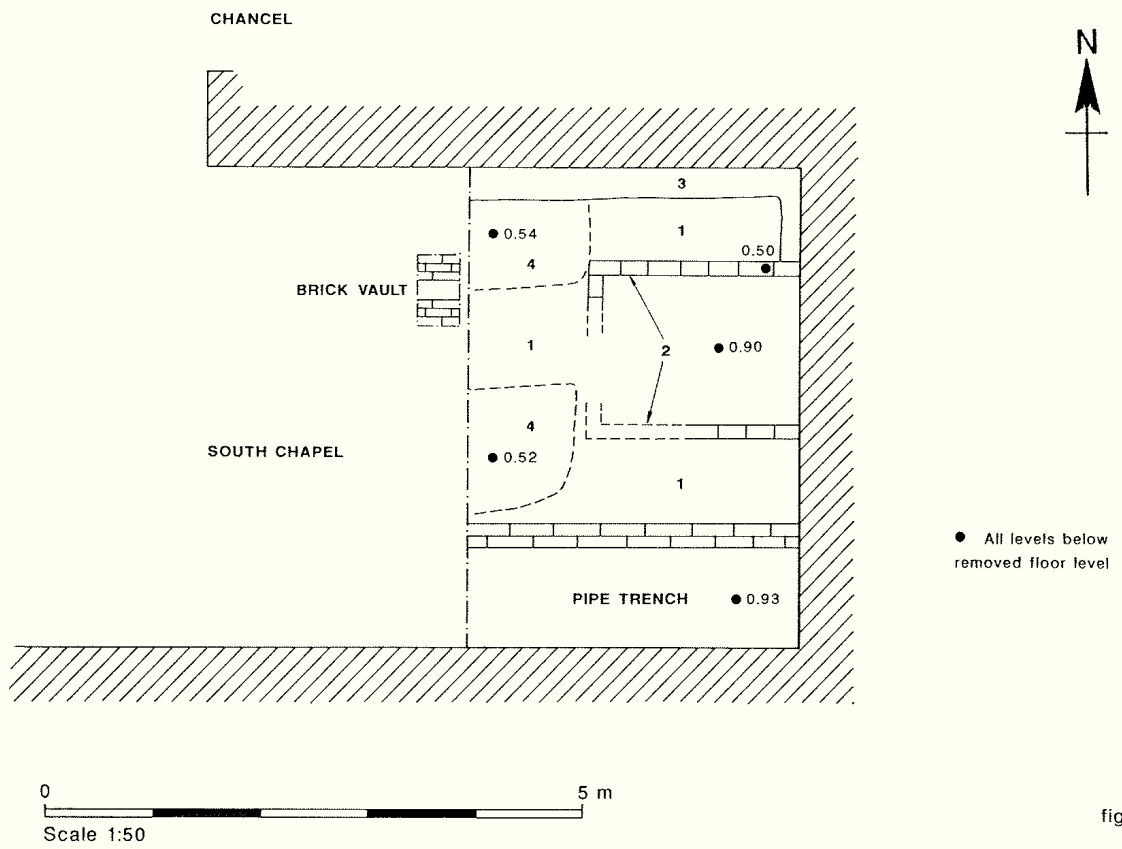 CHANCEL
N
3
1
0.54
4
0.50
BRICK VAULT
1
2
0.90
4
SOUTH CHAPEL
0.52
1
All levels below
removed floor level
PIPE TRENCH
0.93
0
5 m
Scale 1:50
fig